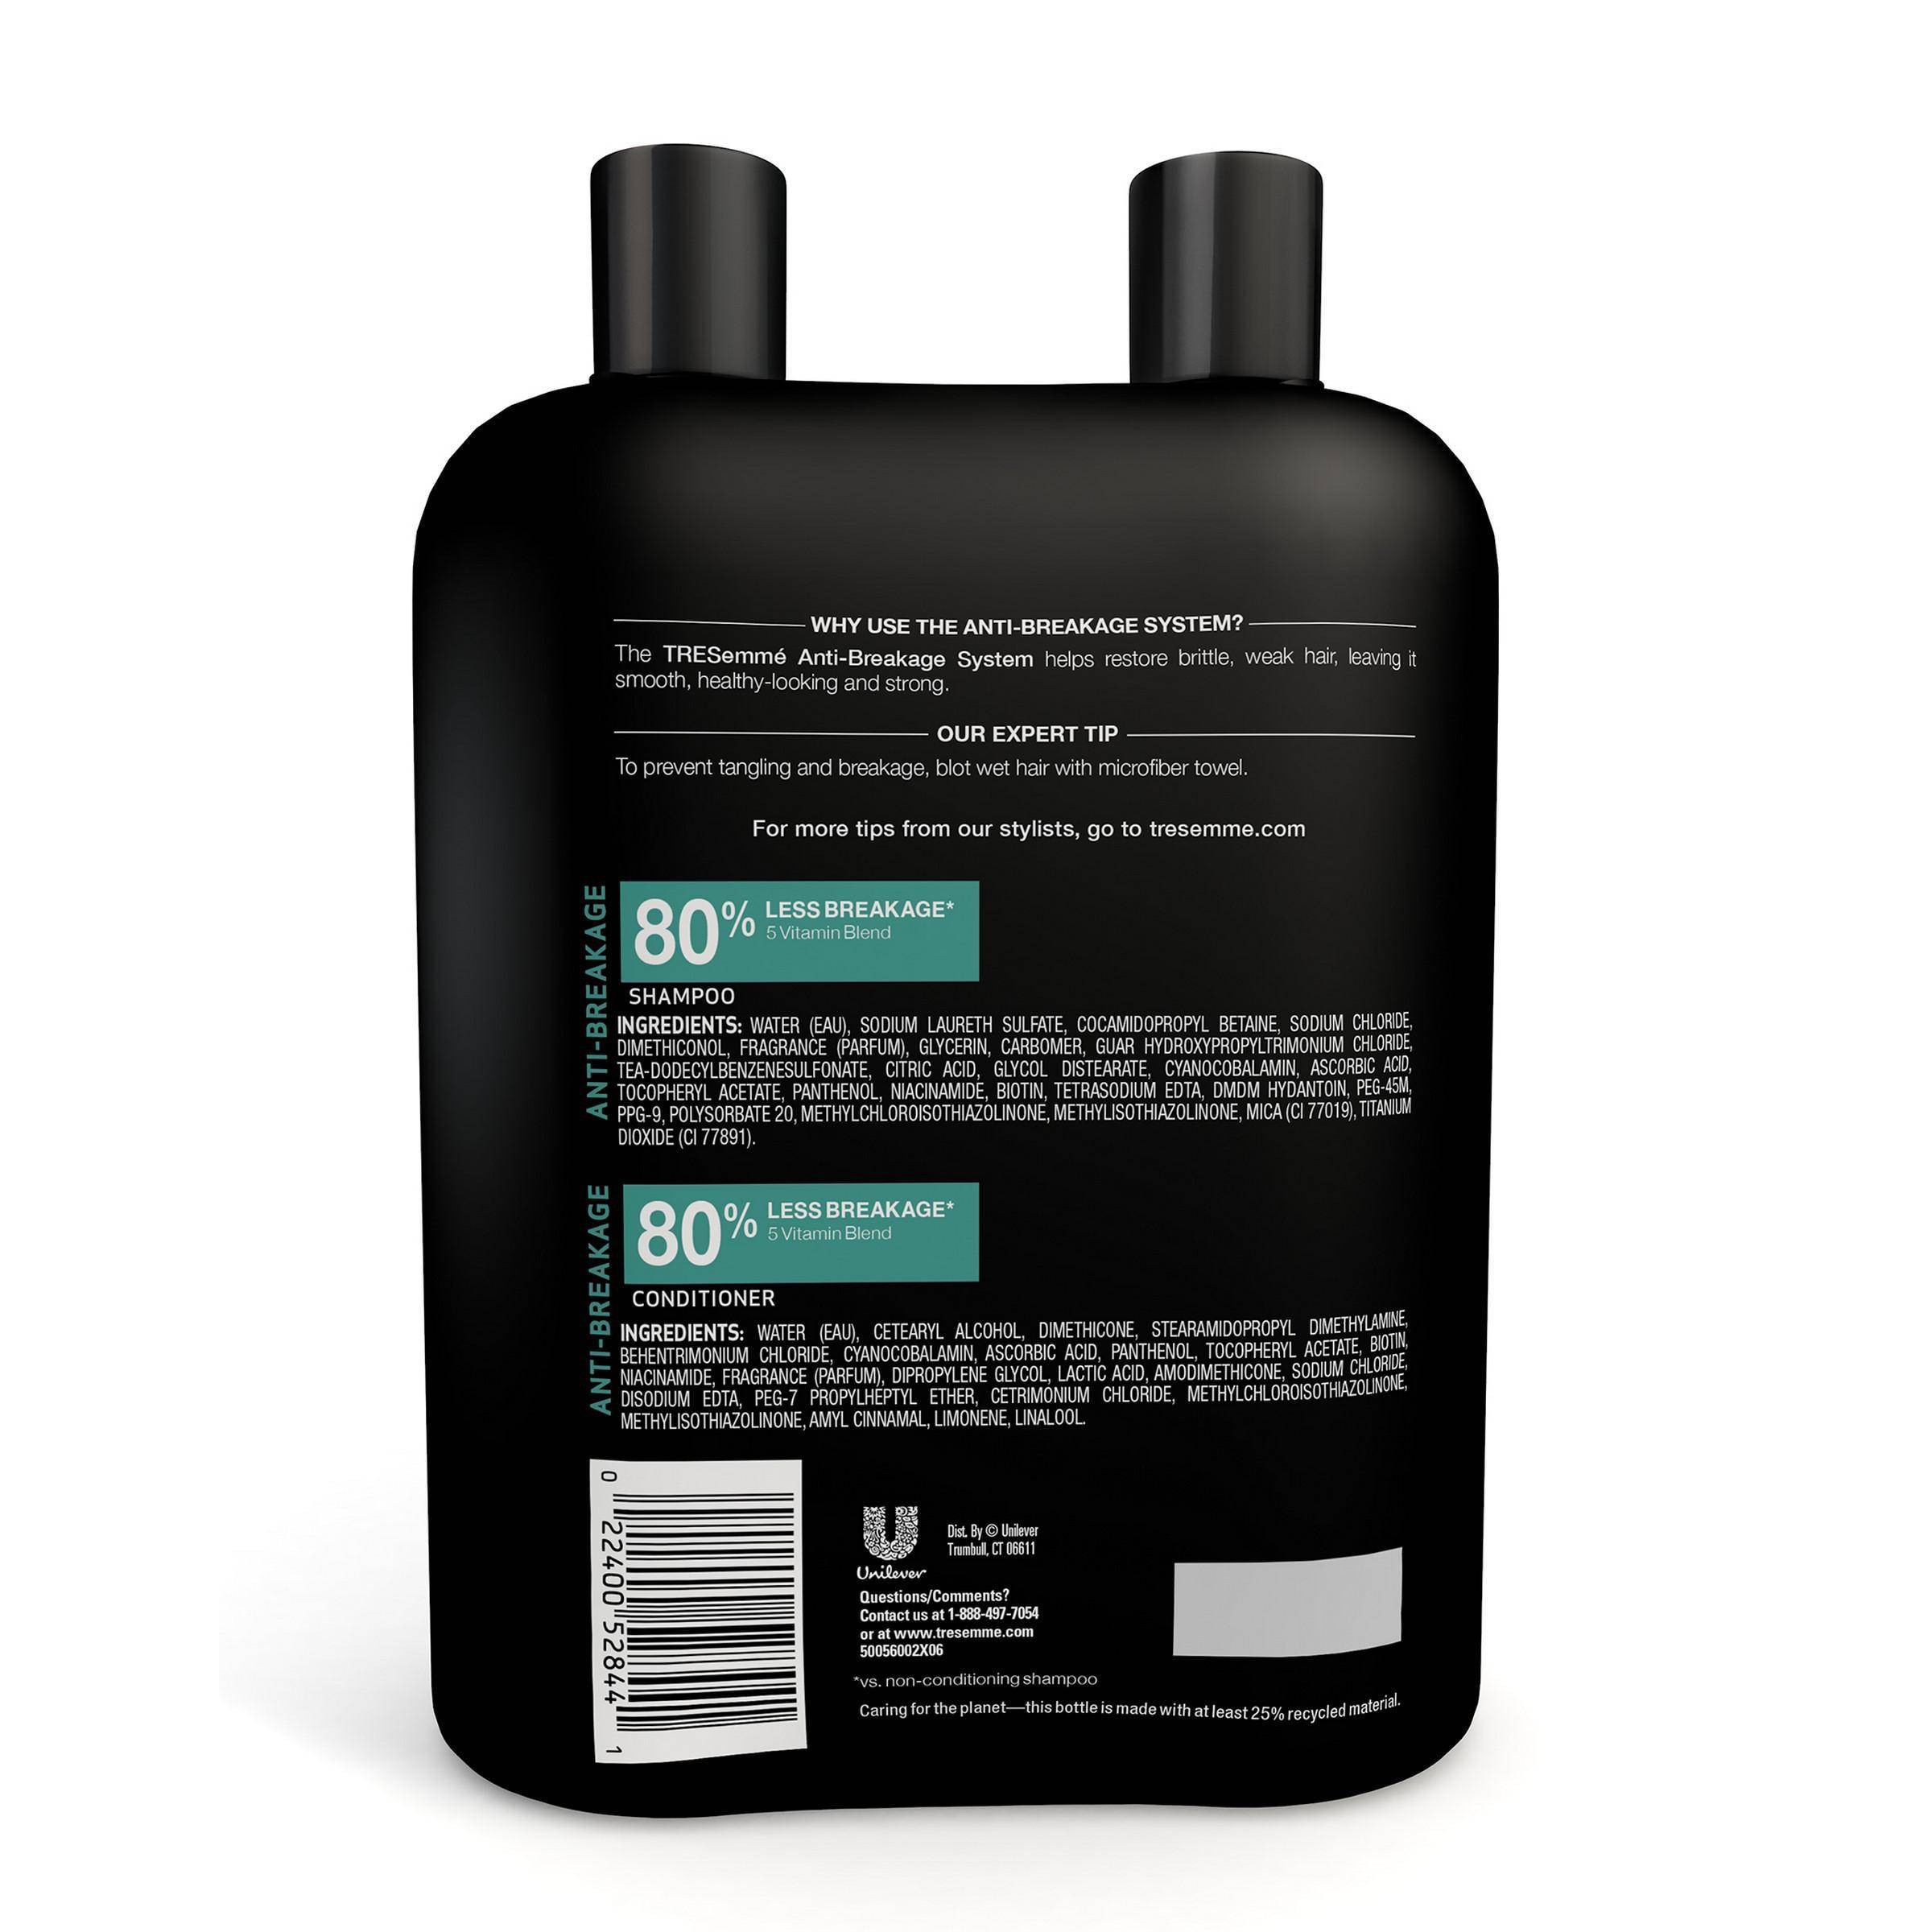 WHY USE THE ANTI-BREAKAGE SYSTEM?
The TRESemmé Anti-Breakage System helps restore brittle, weak hair, leaving it
smooth, healthy-looking and strong.
OUR EXPERT TIP
To prevent tangling and breakage, blot wet hair with microfiber towel.
For more tips from our stylists, go to tresemme.com
ANTI-BREAKAGE
80% LESS BREAKAGE*
5 Vitamin Blend
SHAMPOO
INGREDIENTS: WATER (EAU), SODIUM LAURETH SULFATE, COCAMIDOPROPYL BETAINE, SODIUM CHLORIDE,
DIMETHICONOL, FRAGRANCE (PARFUM), GLYCERIN, CARBOMER, GUAR HYDROXYPROPYLTRIMONIUM CHLORIDE,
TEA-DODECYLBENZENESULFONATE, CITRIC ACID, GLYCOL DISTEARATE, CYANOCOBALAMIN, ASCORBIC ACID,
TOCOPHERYL ACETATE, PANTHENOL, NIACINAMIDE, BIOTIN, TETRASODIUM EDTA, DMDM HYDANTOIN, PEG-45M,
PPG-9, POLYSORBATE 20, METHYLCHLOROISOTHIAZOLINONE, METHYLISOTHIAZOLINONE, MICA (CI 77019), TITANIUM
DIOXIDE (CI 77891).
ANTI-BREAKAGE
80% LESS BREAKAGE*
5 Vitamin Blend
CONDITIONER
INGREDIENTS: WATER (EAU), CETEARYL ALCOHOL, DIMETHICONE, STEARAMIDOPROPYL DIMETHYLAMINE,
BEHENTRIMONIUM CHLORIDE, CYANOCOBALAMIN, ASCORBIC ACID, PANTHENOL, TOCOPHERYL ACETATE, BIOTIN,
NIACINAMIDE, FRAGRANCE (PARFUM), DIPROPYLENE GLYCOL, LACTIC ACID, AMODIMETHICONE, SODIUM CHLORIDE,
DISODIUM EDTA, PEG-7 PROPYLHEPTYL ETHER, CETRIMONIUM CHLORIDE, METHYLCHLOROISOTHIAZOLINONE,
METHYLISOTHIAZOLINONE, AMYL CINNAMAL, LIMONENE, LINALOOL.
0 22400 52844 1
Unilever
Dist. By © Unilever
Trumbull, CT 06611
Questions/Comments?
Contact us at 1-888-497-7054
or at www.tresemme.com
50056002X06
*vs. non-conditioning shampoo
Caring for the planet—this bottle is made with at least 25% recycled material.